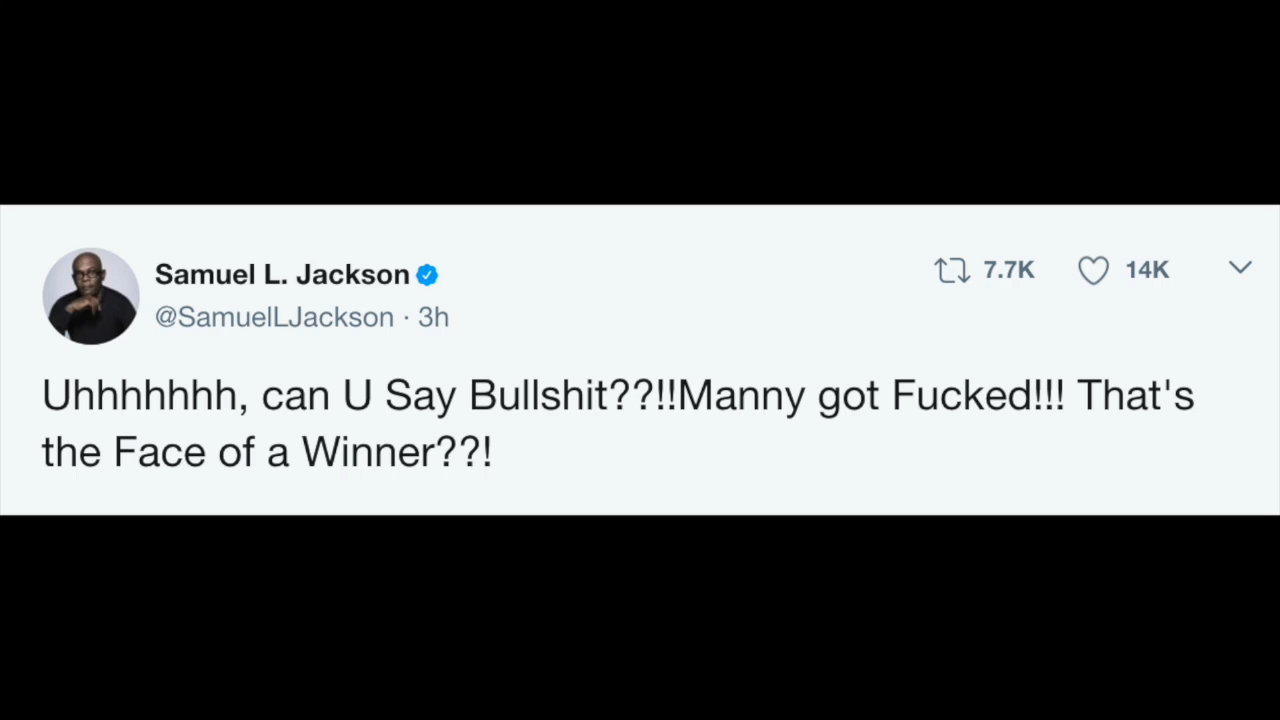 Samuel L. Jackson
@SamuelLJackson · 3h
7.7K 14K
Uhhhhhhh, can U Say Bullshit??!!Manny got Fucked!!! That's
the Face of a Winner??!